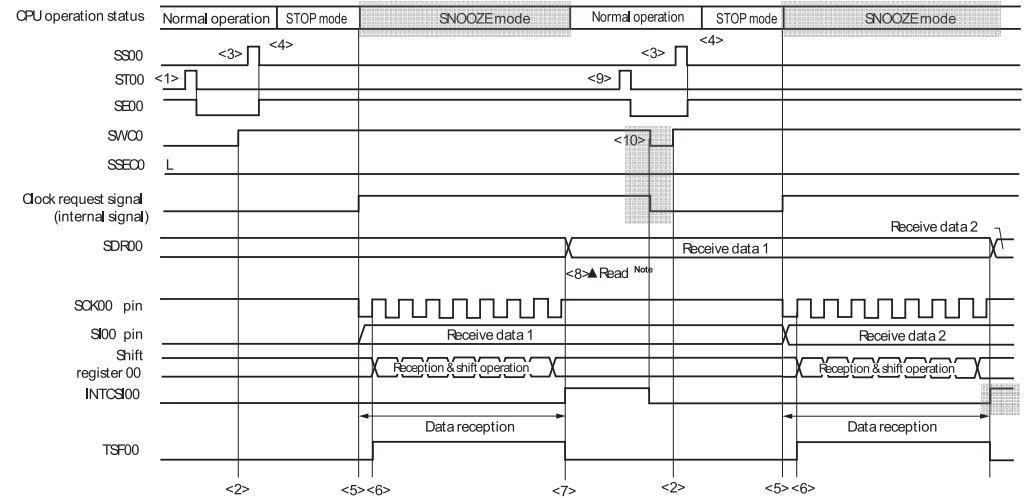 CPU operation status Normal operation STOP mode SNOOZE mode Normal operation STOP mode SNOOZE mode
<3> <4> <3> <4>
SS00
ST00 <1> <9>
SE00
SWC0 <10>
SSEC0 L
Clock request signal
(internal signal)
Receive data 2
SDR00 Receive data 1
<8>▲Read Note
SCK00 pin
SI00 pin Receive data 1 Receive data 2
Shift
register 00 Reception & shift operation Reception & shift operation
INTCSI00
Data reception Data reception
TSF00
<2> <5><6> <7> <2> <5><6>